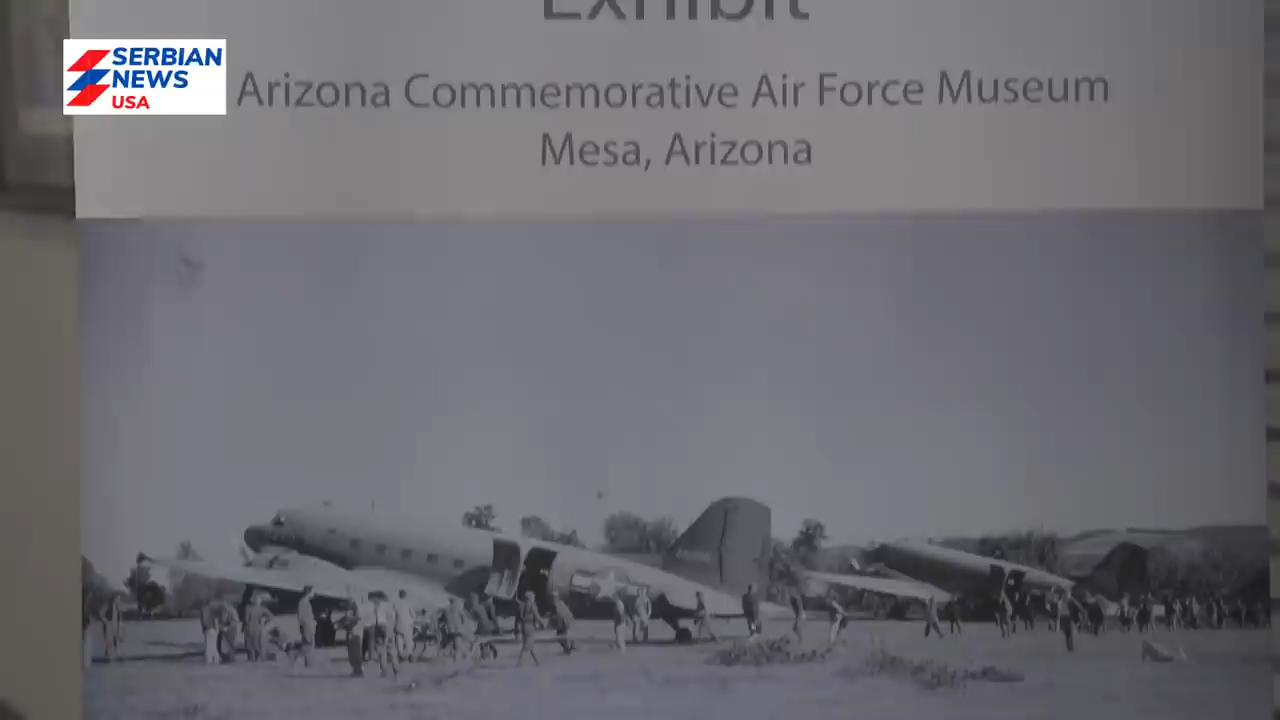 Exhibit
SERBIAN
NEWS
USA
Arizona Commemorative Air Force Museum
Mesa, Arizona